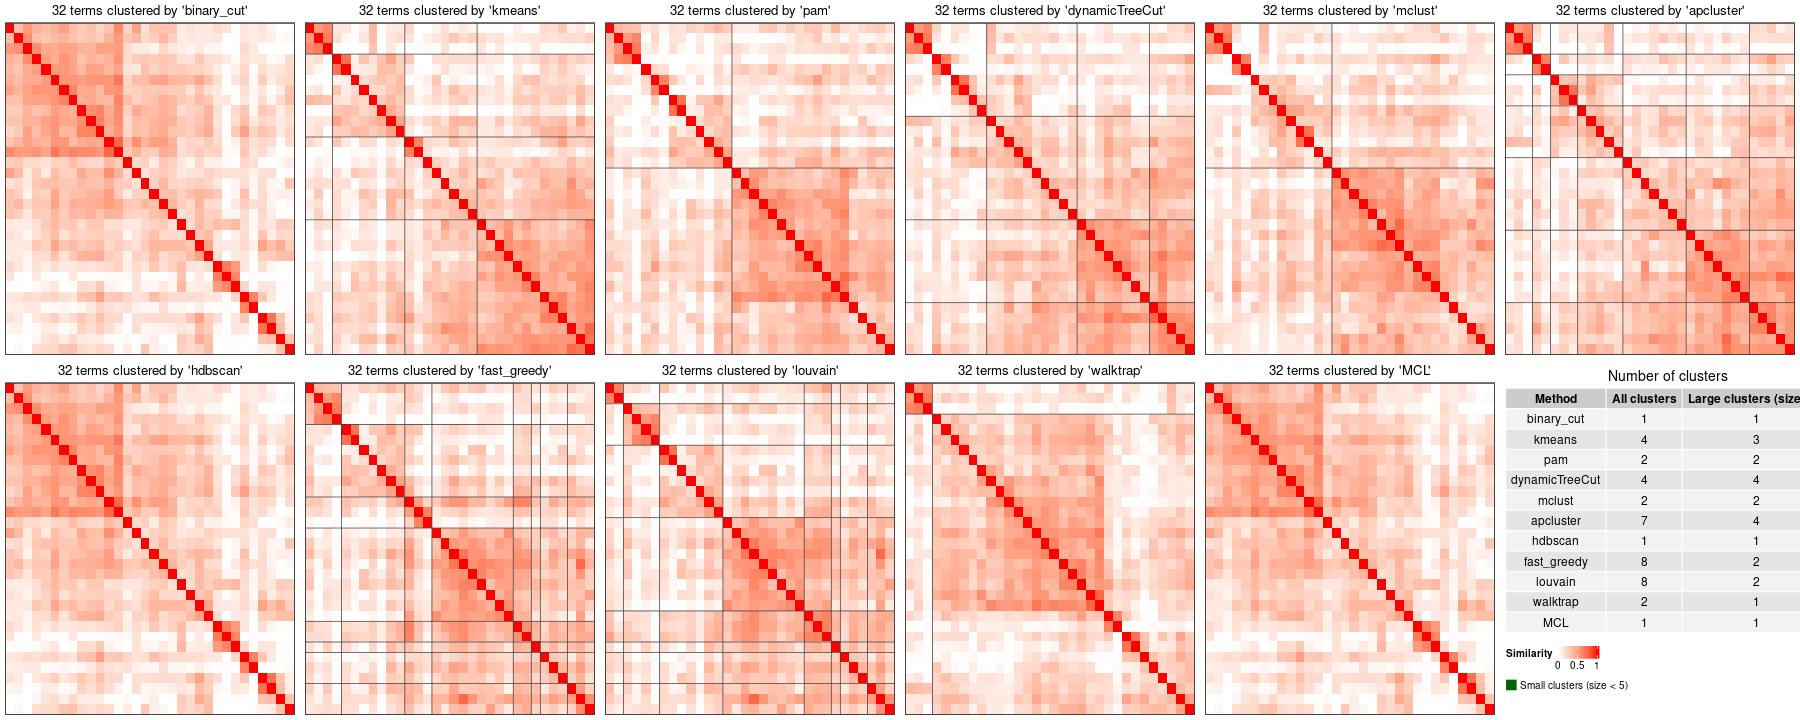 32 terms clustered by 'binary_cut'
32 terms clustered by 'kmeans'
32 terms clustered by 'pam'
32 terms clustered by 'dynamicTreeCut'
32 terms clustered by 'mclust'
32 terms clustered by 'apcluster'
32 terms clustered by 'hdbscan'
32 terms clustered by 'fast_greedy'
32 terms clustered by 'louvain'
32 terms clustered by 'walktrap'
32 terms clustered by 'MCL'
Number of clusters
Method All clusters Large clusters (size
binary_cut 1 1
kmeans 4 3
pam 2 2
dynamicTreeCut 4 4
mclust 2 2
apcluster 7 4
hdbscan 1 1
fast_greedy 8 2
louvain 8 2
walktrap 2 1
MCL 1 1
Similarity
0 0.5 1
Small clusters (size < 5)